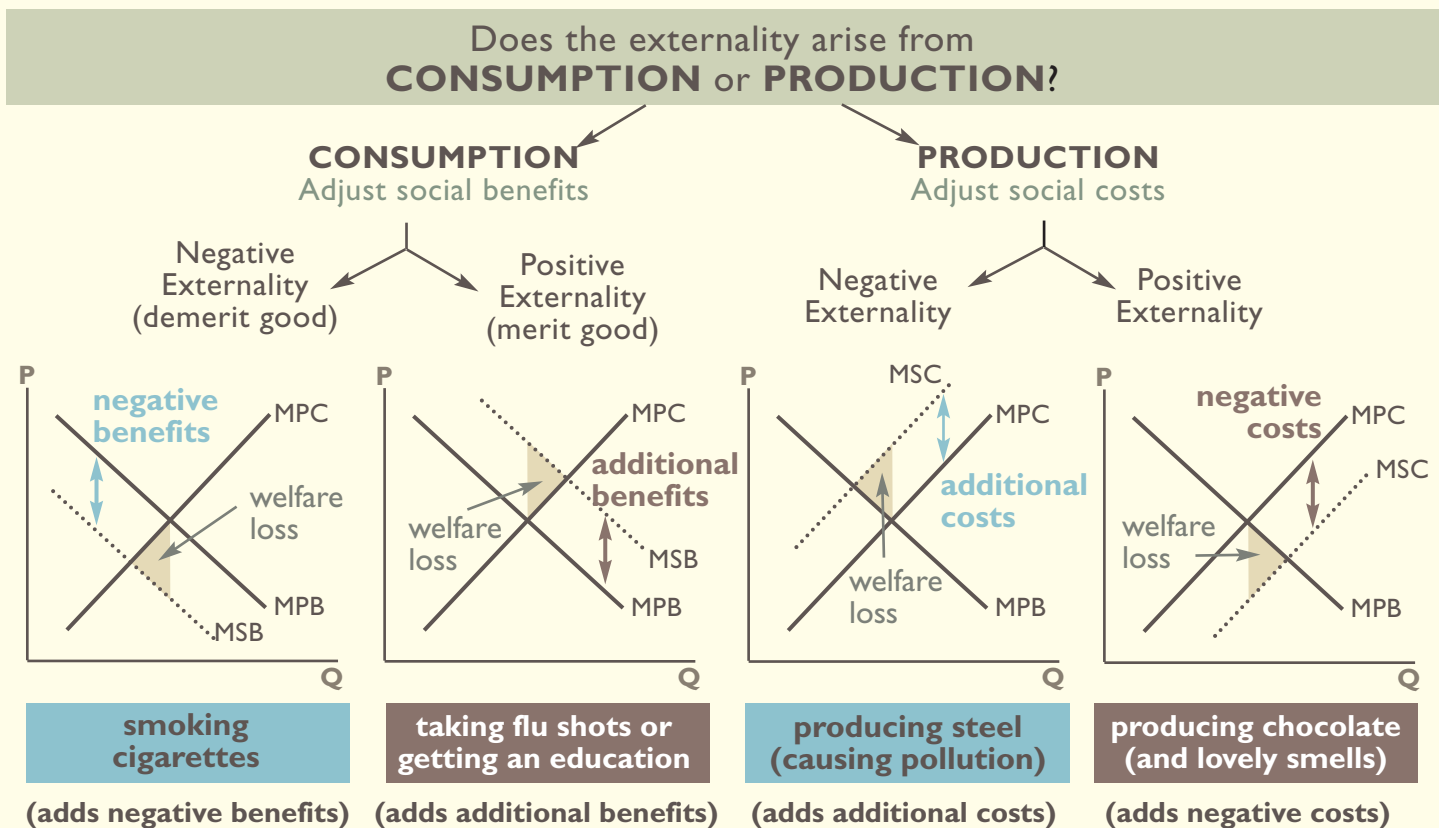 Does the externality arise from
CONSUMPTION or PRODUCTION?
CONSUMPTION
Adjust social benefits
PRODUCTION
Adjust social costs
Negative
Externality
(demerit good)
Positive
Externality
(merit good)
Negative
Externality
Positive
Externality
P
negative
benefits
MPC
welfare
loss
MPB
MSB
Q
P
MPC
additional
benefits
welfare
loss
MSB
MPB
Q
P
MSC
MPC
additional
costs
welfare
loss
MPB
Q
P
negative
costs
MPC
MSC
welfare
loss
MPB
Q
smoking
cigarettes
(adds negative benefits)
taking flu shots or
getting an education
(adds additional benefits)
producing steel
(causing pollution)
(adds additional costs)
producing chocolate
(and lovely smells)
(adds negative costs)